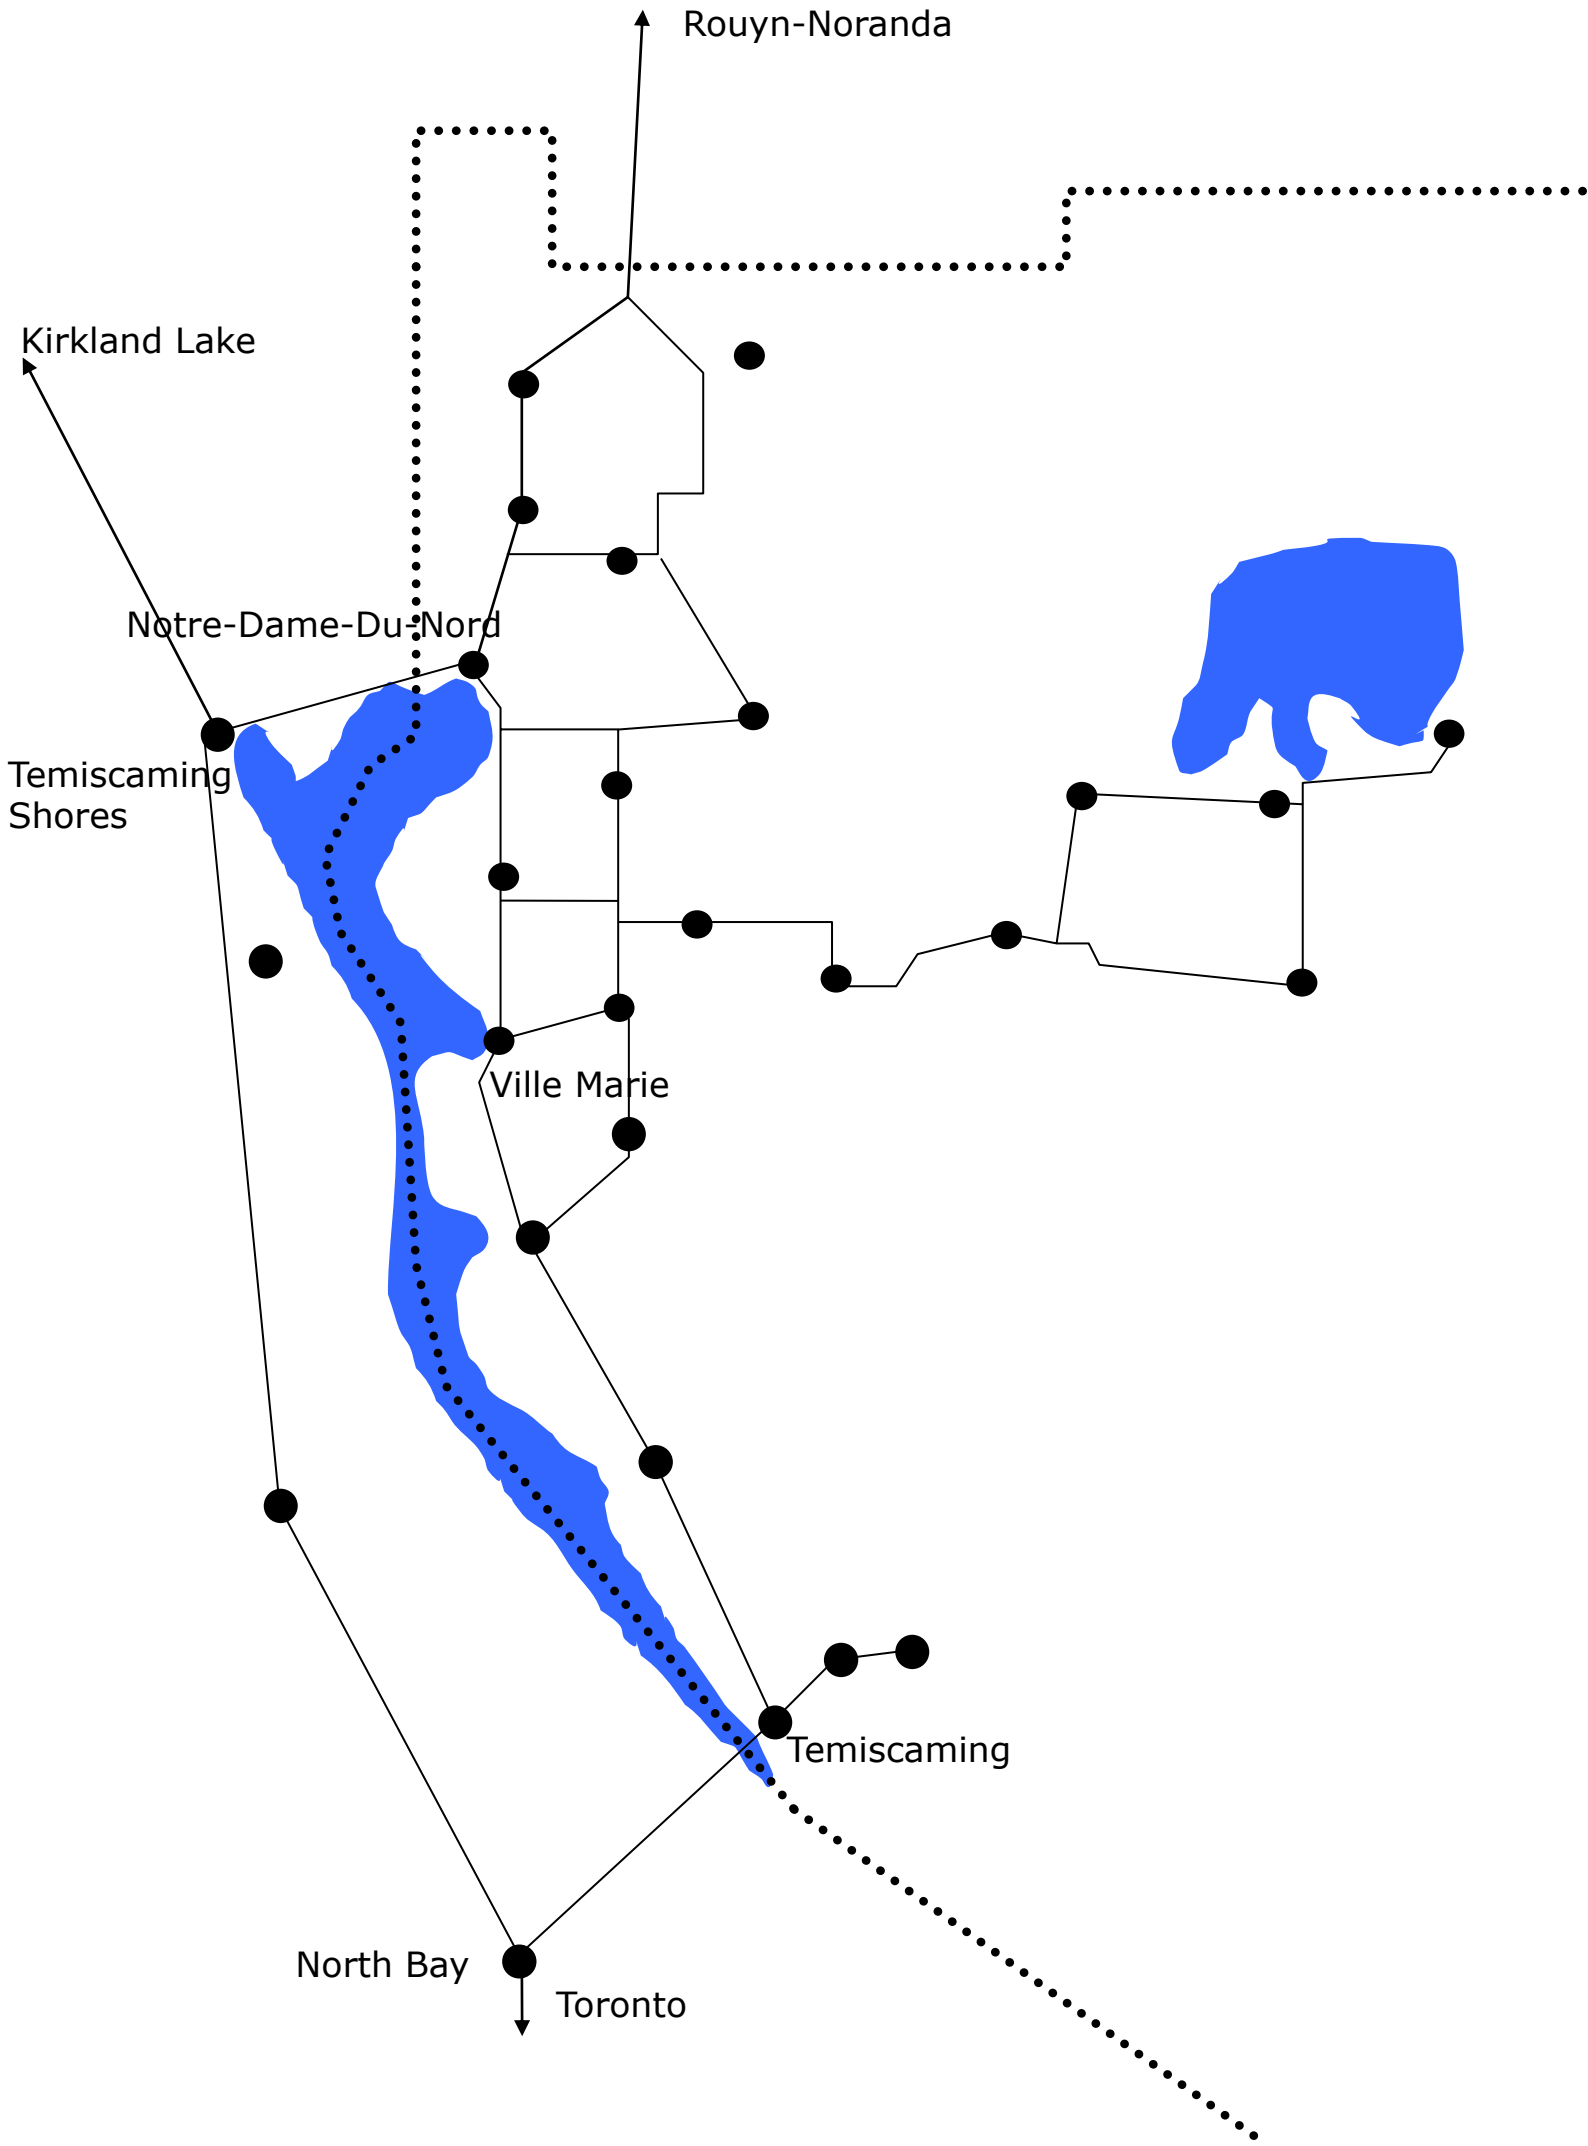 Rouyn-Noranda
Kirkland Lake
Notre-Dame-Du-Nord
Temiscaming
Shores
Ville Marie
Temiscaming
North Bay
Toronto